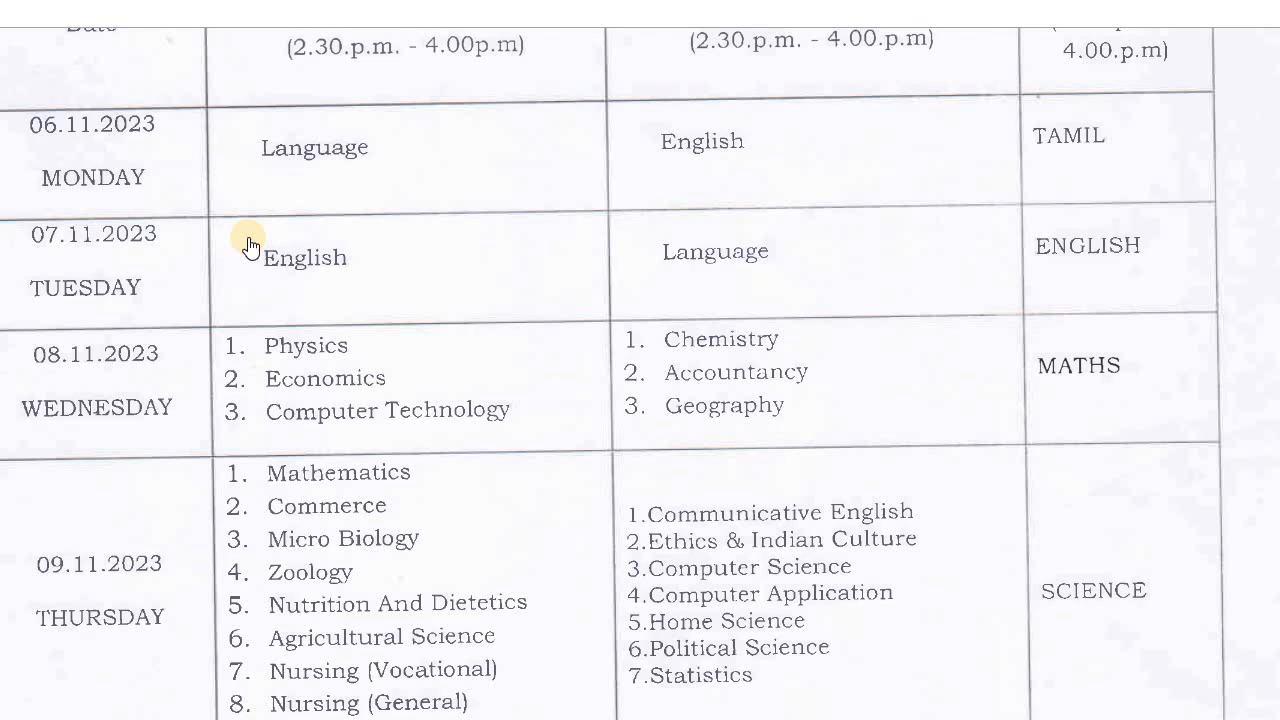 Date
(2.30.p.m. - 4.00p.m)
(2.30.p.m. - 4.00.p.m)
4.00.p.m)
06.11.2023
MONDAY
Language
English
TAMIL
07.11.2023
TUESDAY
English
Language
ENGLISH
08.11.2023
WEDNESDAY
1. Physics
2. Economics
3. Computer Technology
1. Chemistry
2. Accountancy
3. Geography
MATHS
09.11.2023
THURSDAY
1. Mathematics
2. Commerce
3. Micro Biology
4. Zoology
5. Nutrition And Dietetics
6. Agricultural Science
7. Nursing (Vocational)
8. Nursing (General)
1.Communicative English
2.Ethics & Indian Culture
3.Computer Science
4.Computer Application
5.Home Science
6.Political Science
7.Statistics
SCIENCE